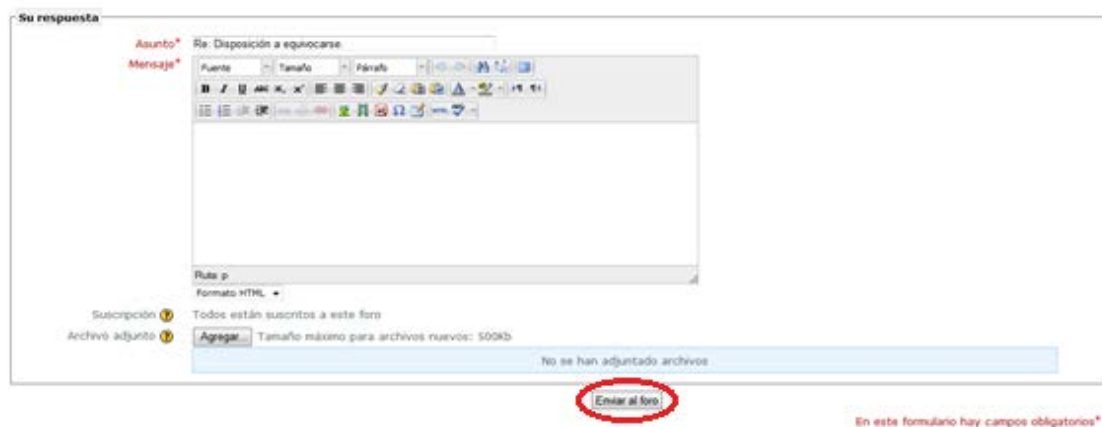 Su respuesta
Asunto* Re: Disposición a equivocarse
Mensaje* Fuente Tamaño Párrafo
B I U ABC
Ω HTML
Ruta: p
Formato HTML
Suscripción Todos están suscritos a este foro
Archivo adjunto Agregar... Tamaño máximo para archivos nuevos: 500Kb
No se han adjuntado archivos
Enviar al foro
En este formulario hay campos obligatorios*